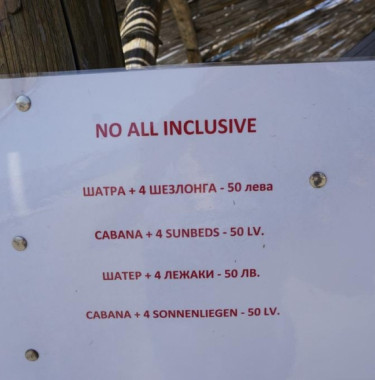 NO ALL INCLUSIVE
ШАТРА + 4 ШЕЗЛОНГА - 50 лева
CABANA + 4 SUNBEDS - 50 LV.
ШАТЕР + 4 ЛЕЖАКИ - 50 ЛВ.
CABANA + 4 SONNENLIEGEN - 50 LV.